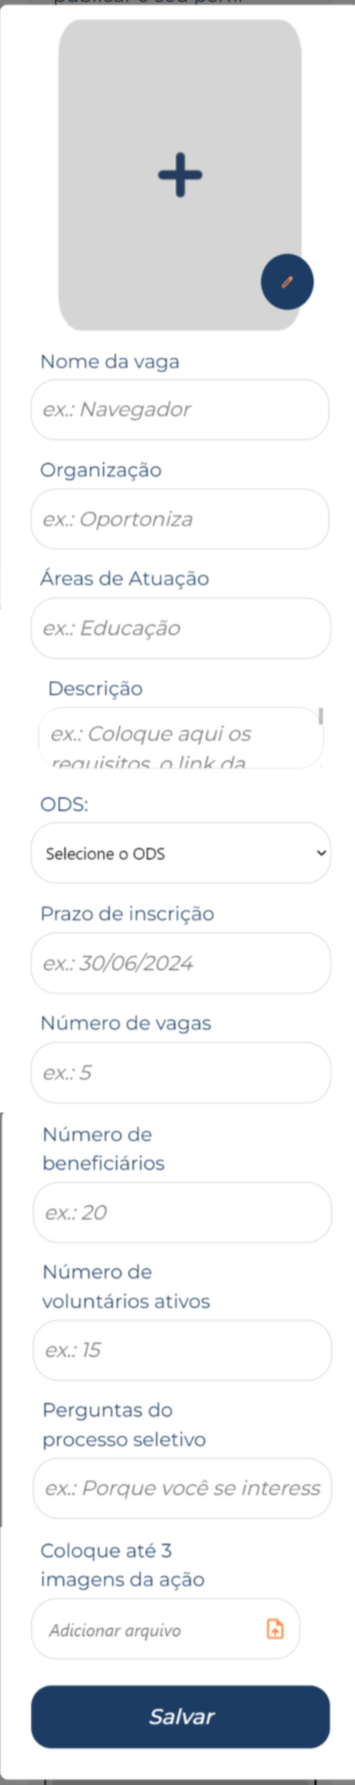 publicar o seu perfil
Nome da vaga
ex.: Navegador
Organização
ex.: Oportoniza
Áreas de Atuação
ex.: Educação
Descrição
ex.: Coloque aqui os
requisitos, o link da
ODS:
Selecione o ODS
Prazo de inscrição
ex.: 30/06/2024
Número de vagas
ex.: 5
Número de
beneficiários
ex.: 20
Número de
voluntários ativos
ex.: 15
Perguntas do
processo seletivo
ex.: Porque você se interess
Coloque até 3
imagens da ação
Adicionar arquivo
Salvar